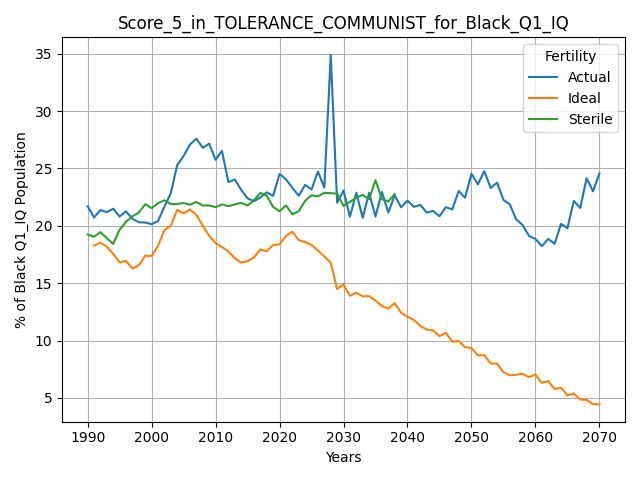 Score_5_in_TOLERANCE_COMMUNIST_for_Black_Q1_IQ
% of Black Q1_IQ Population
35
30
25
20
15
10
5
Fertility
Actual
Ideal
Sterile
1990 2000 2010 2020 2030 2040 2050 2060 2070
Years